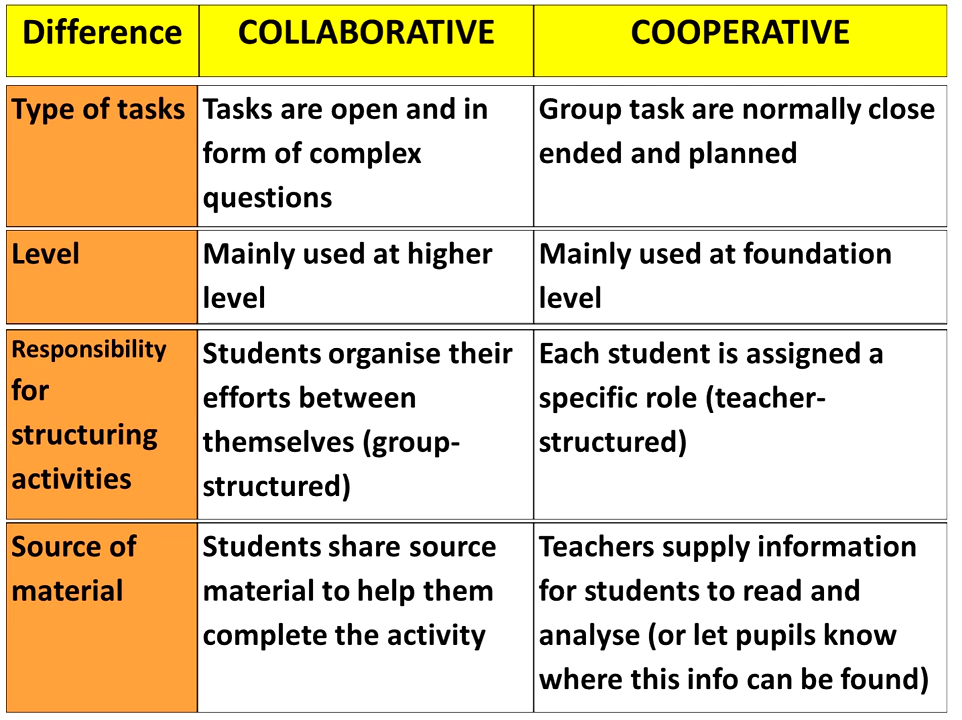 Difference COLLABORATIVE COOPERATIVE
Type of tasks
Tasks are open and in
form of complex
questions
Group task are normally close
ended and planned
Level
Mainly used at higher
level
Mainly used at foundation
level
Responsibility
for
structuring
activities
Students organise their
efforts between
themselves (group-
structured)
Each student is assigned a
specific role (teacher-
structured)
Source of
material
Students share source
material to help them
complete the activity
Teachers supply information
for students to read and
analyse (or let pupils know
where this info can be found)